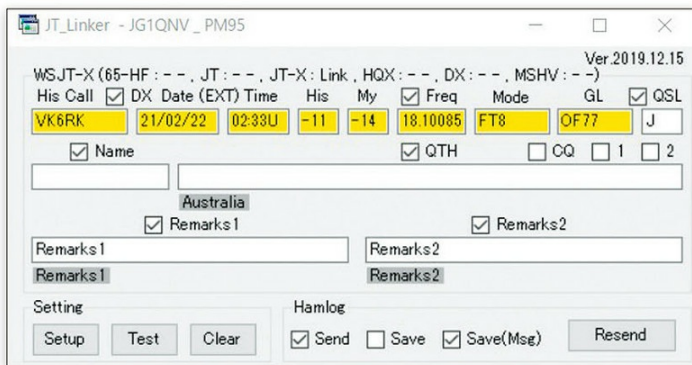 JT_Linker - JG1QNV _ PM95
Ver.2019.12.15
WSJT-X (65-HF : - - , JT : - - , JT-X : Link , HQX : - - , DX : - - , MSHV : - -)
His Call DX Date (EXT) Time His My Freq Mode GL QSL
VK6RK 21/02/22 02:33U -11 -14 18.10085 FT8 OF77 J
Name QTH CQ 1 2
Australia
Remarks1 Remarks2
Remarks1 Remarks2
Remarks1 Remarks2
Setting Hamlog
Setup Test Clear Send Save Save(Msg) Resend